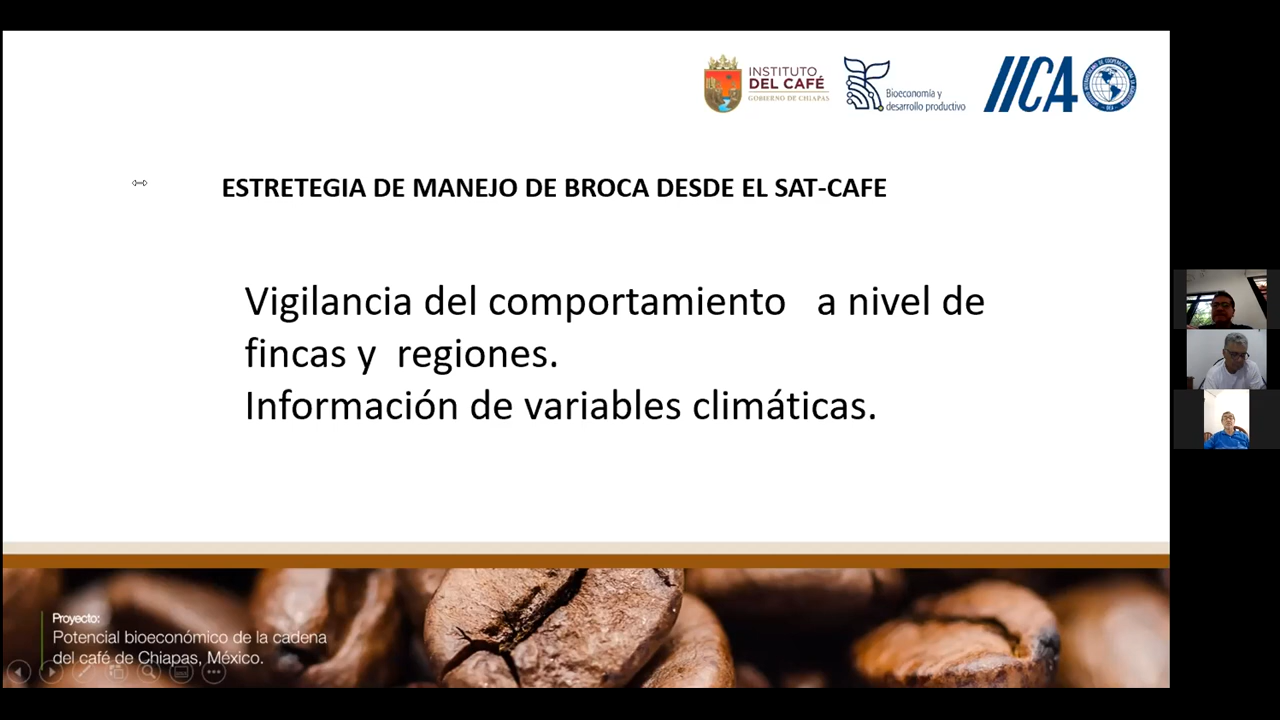 INSTITUTO
DEL CAFÉ
GOBIERNO DE CHIAPAS
Bioeconomía y
desarrollo productivo
IICA
ESTRETEGIA DE MANEJO DE BROCA DESDE EL SAT-CAFE
Vigilancia del comportamiento a nivel de
fincas y regiones.
Información de variables climáticas.
Proyecto:
Potencial bioeconómico de la cadena
del café de Chiapas, México.